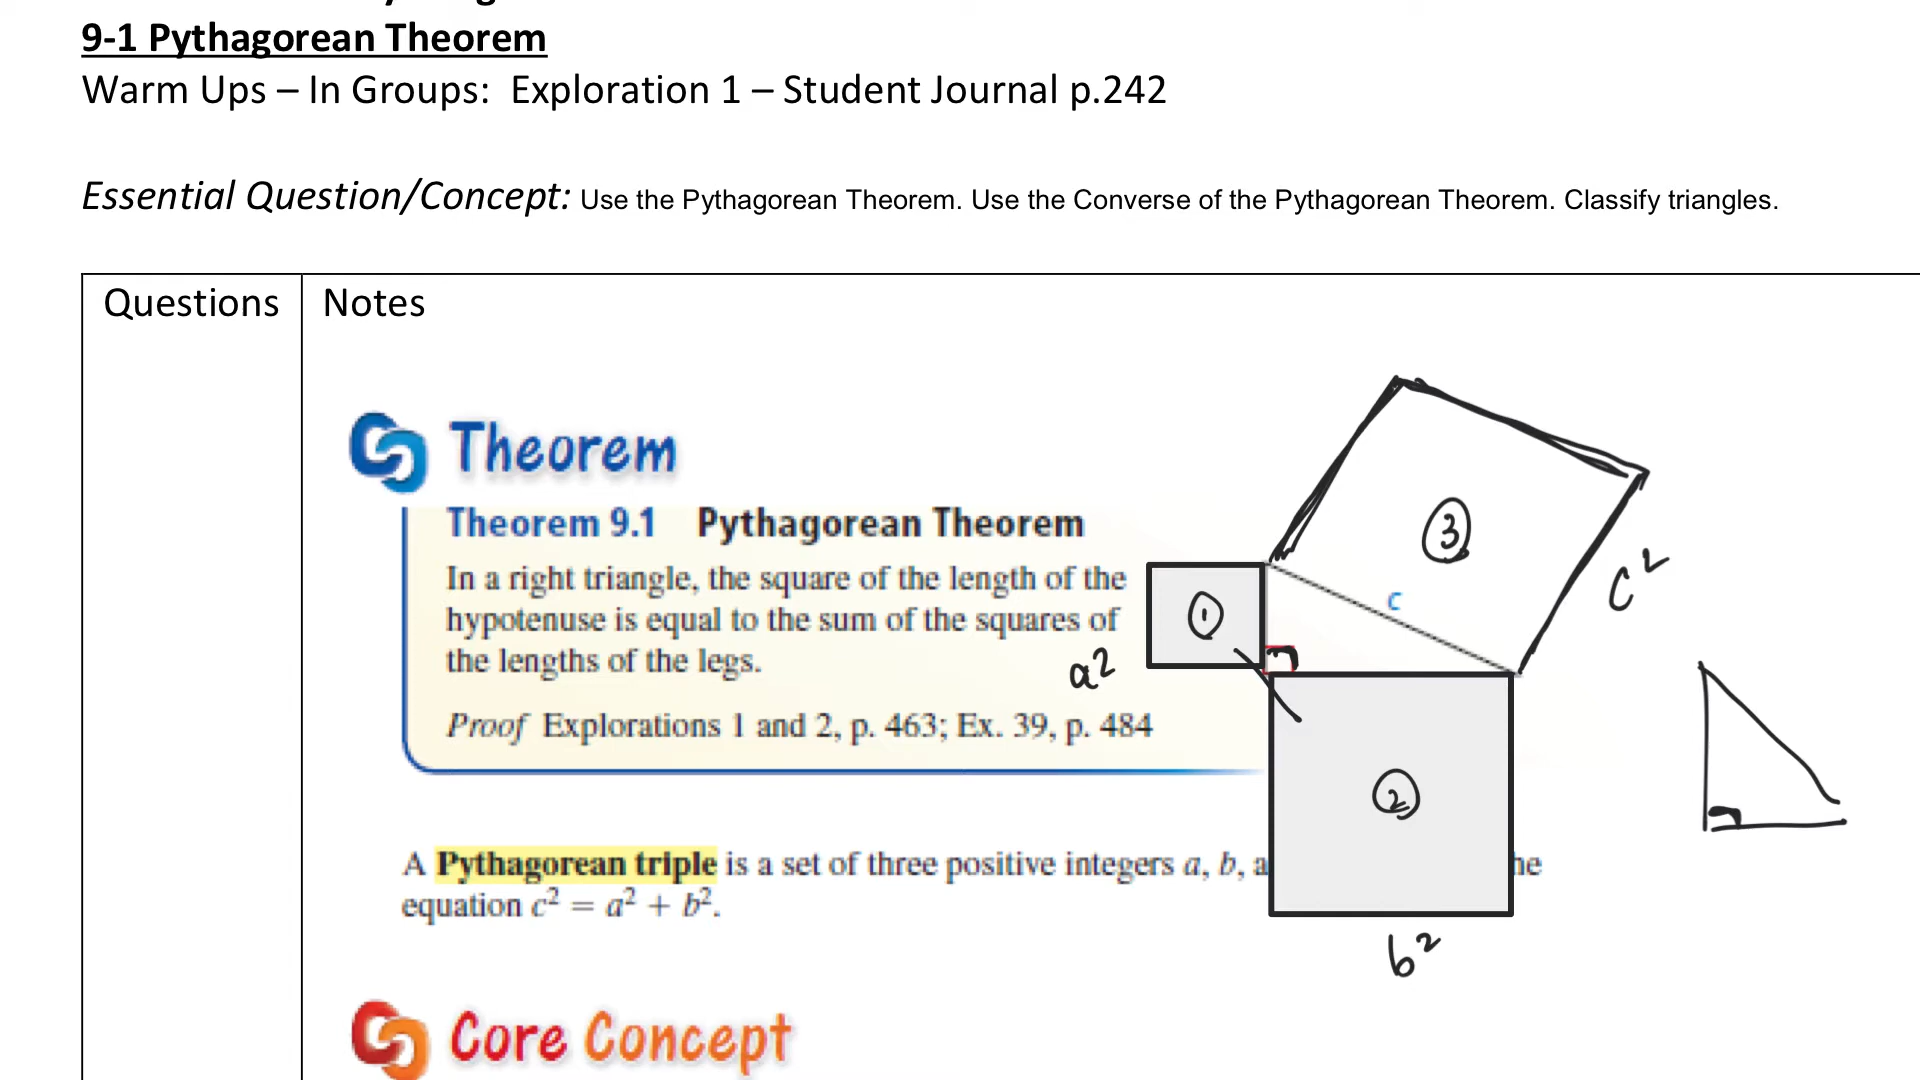 9-1 Pythagorean Theorem
Warm Ups – In Groups: Exploration 1 – Student Journal p.242
Essential Question/Concept: Use the Pythagorean Theorem. Use the Converse of the Pythagorean Theorem. Classify triangles.
Questions
Notes
Theorem
Theorem 9.1 Pythagorean Theorem
In a right triangle, the square of the length of the
hypotenuse is equal to the sum of the squares of
the lengths of the legs.
Proof Explorations 1 and 2, p. 463; Ex. 39, p. 484
3
c²
c
1
a²
2
b²
A Pythagorean triple is a set of three positive integers a, b, a he
equation c² = a² + b².
Core Concept